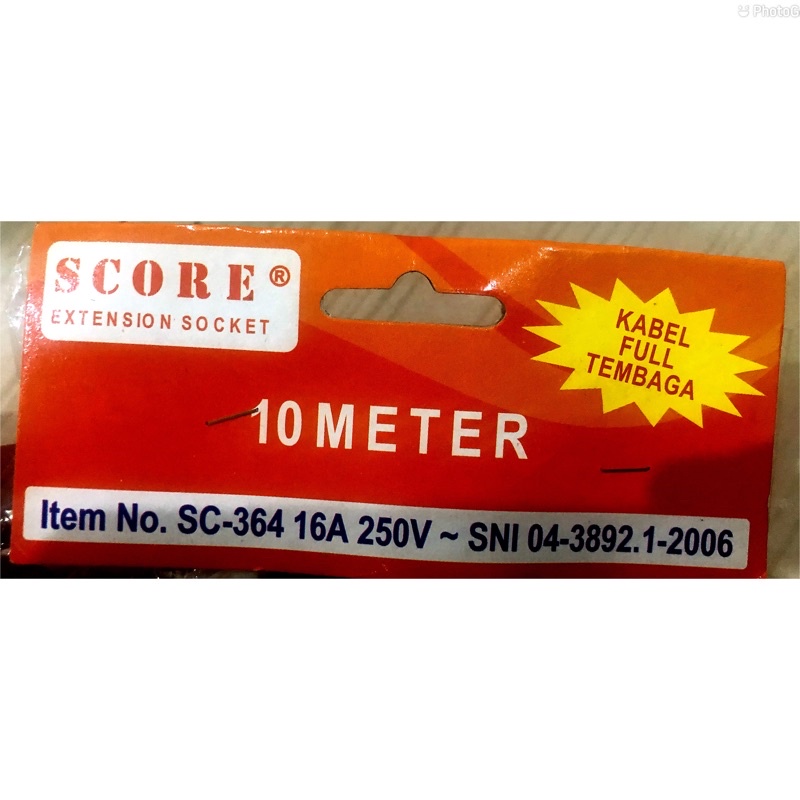 PhotoG
SCORE®
EXTENSION SOCKET
KABEL
FULL
TEMBAGA
10 METER
Item No. SC-364 16A 250V ~ SNI 04-3892.1-2006